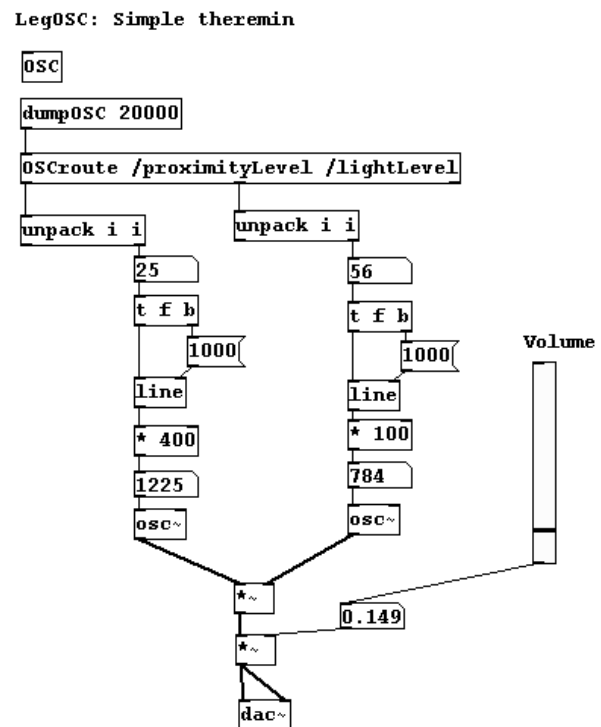 LegOSC: Simple theremin
OSC
dumpOSC 20000
OSCroute /proximityLevel /lightLevel
unpack i i
unpack i i
25
56
t f b
t f b
1000
1000
Volume
line
line
* 400
* 100
1225
784
osc~
osc~
*~
0.149
*~
dac~